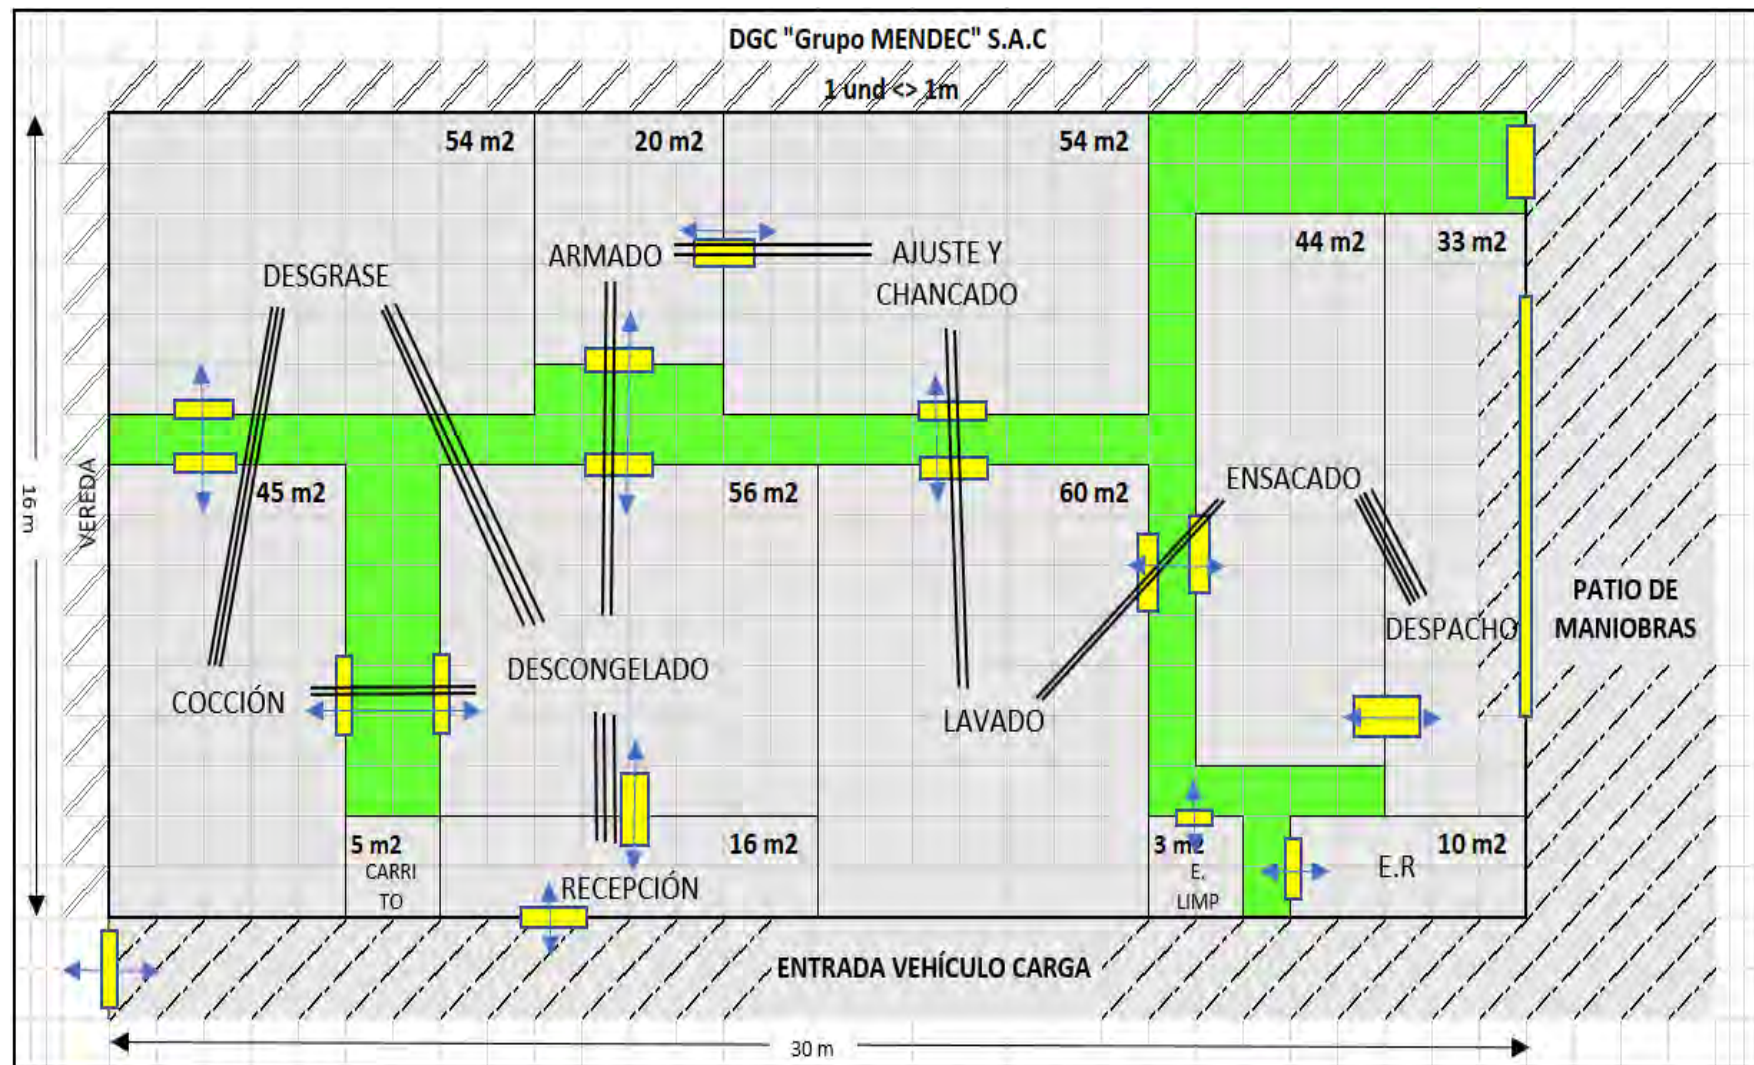 DGC "Grupo MENDEC" S.A.C
1 und <> 1m
54 m2
20 m2
54 m2
44 m2
33 m2
ARMADO
AJUSTE Y
CHANCADO
DESGRASE
16 m
VEREDA
45 m2
56 m2
60 m2
ENSACADO
PATIO DE
MANIOBRAS
DESPACHO
DESCONGELADO
COCCIÓN
LAVADO
5 m2
CARRI
TO
16 m2
RECEPCIÓN
3 m2
E.
LIMP
10 m2
E.R
ENTRADA VEHÍCULO CARGA
30 m